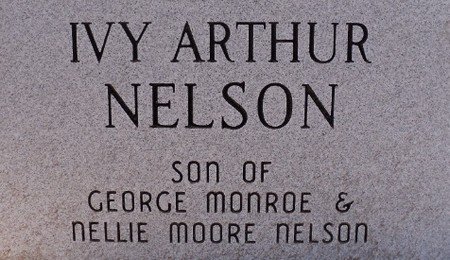 IVY ARTHUR
NELSON
SON OF
GEORGE MONROE &
NELLIE MOORE NELSON